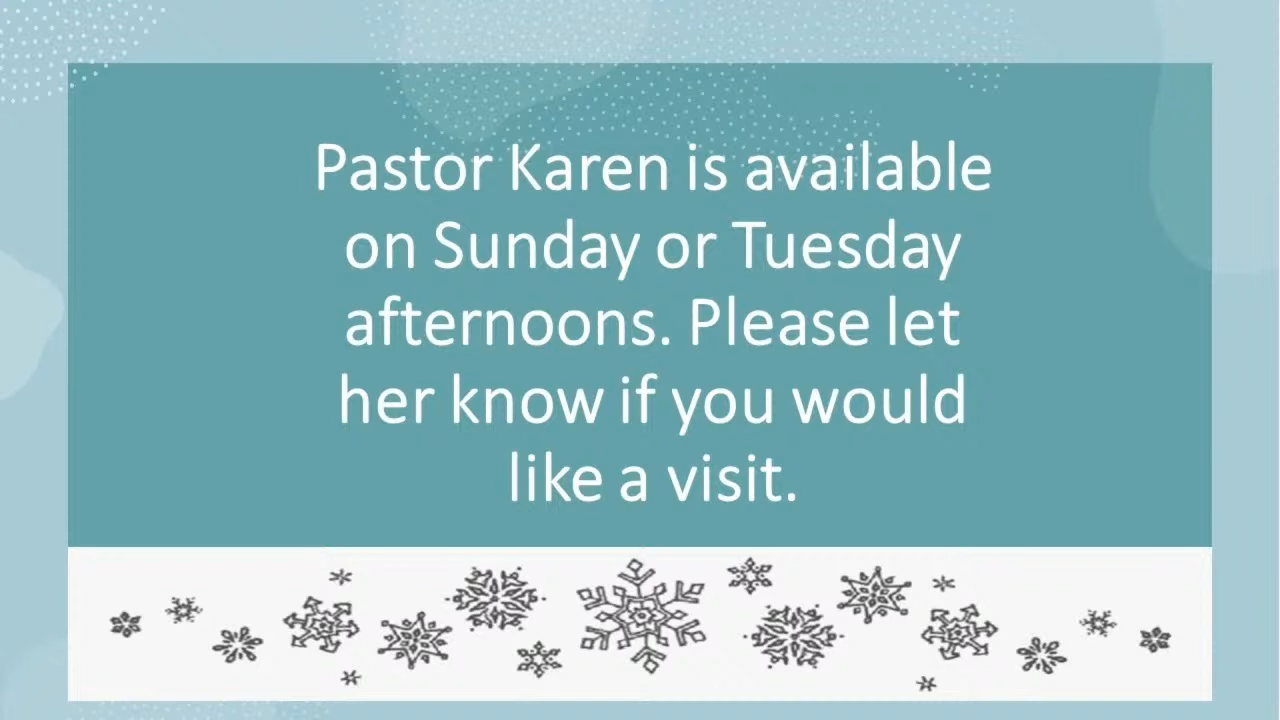 Pastor Karen is available
on Sunday or Tuesday
afternoons. Please let
her know if you would
like a visit.